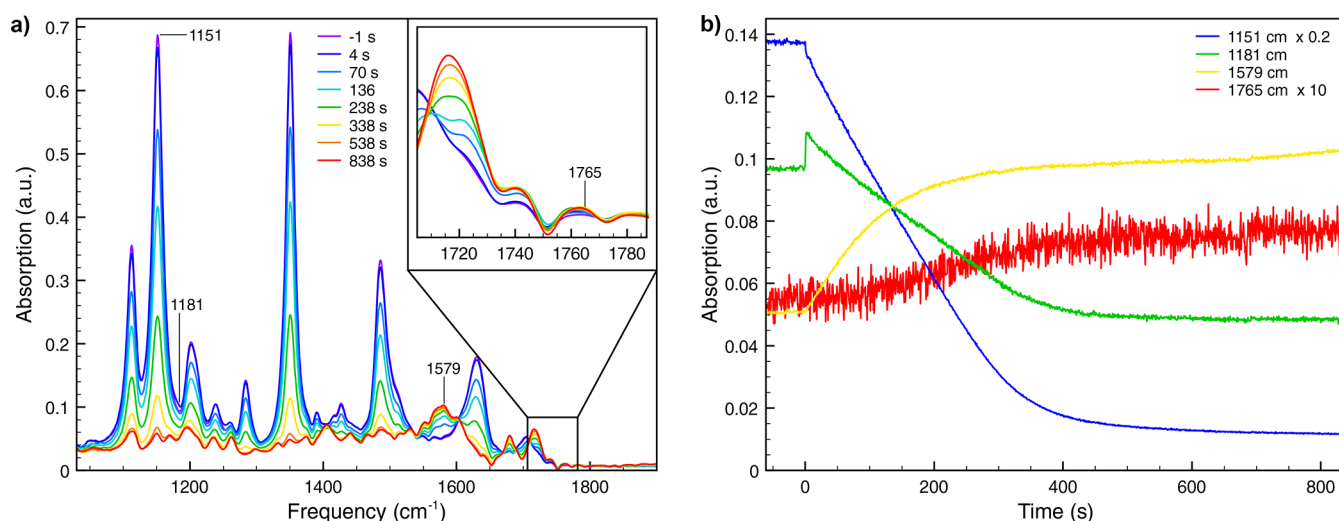 a)
0.7
0.6
0.5
0.4
0.3
0.2
0.1
0
Absorption (a.u.)
1151
1181
1579
-1 s
4 s
70 s
136
238 s
338 s
538 s
838 s
1765
1720
1740
1760
1780
1200
1400
1600
1800
Frequency (cm-1)
b)
0.14
0.12
0.1
0.08
0.06
0.04
0.02
0
Absorption (a.u.)
1151 cm x 0.2
1181 cm
1579 cm
1765 cm x 10
0
200
400
600
800
Time (s)